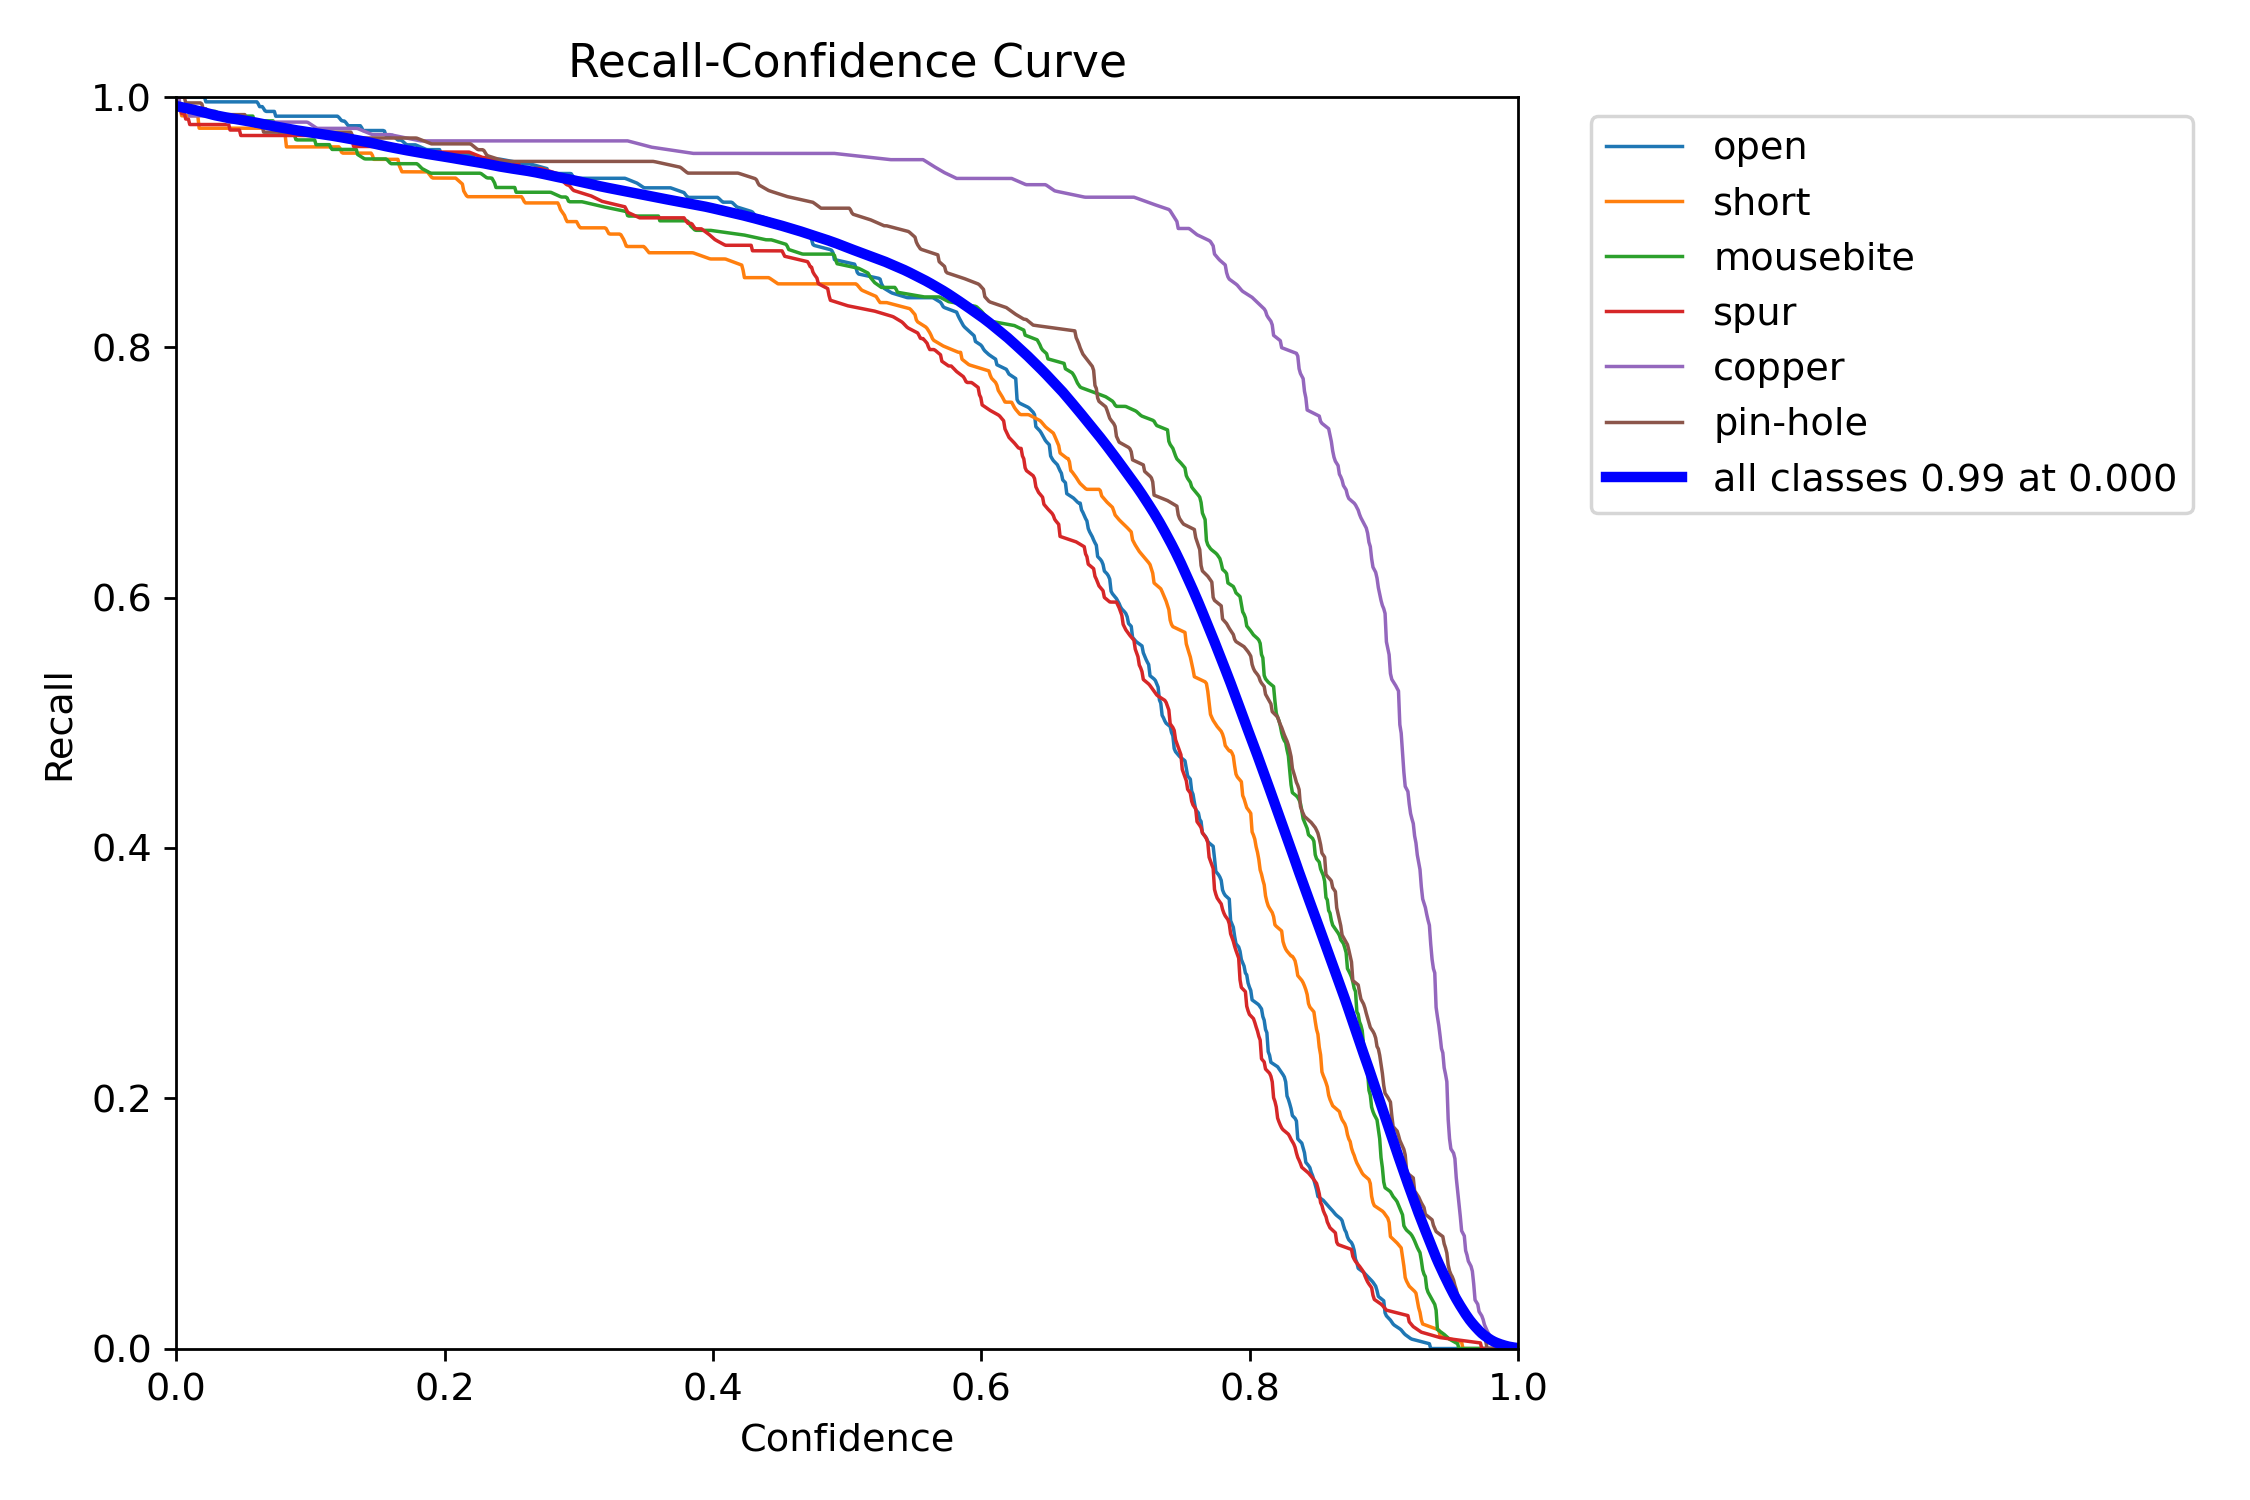 Recall-Confidence Curve
1.0
0.8
0.6
0.4
0.2
0.0
Recall
0.0 0.2 0.4 0.6 0.8 1.0
Confidence
open
short
mousebite
spur
copper
pin-hole
all classes 0.99 at 0.000